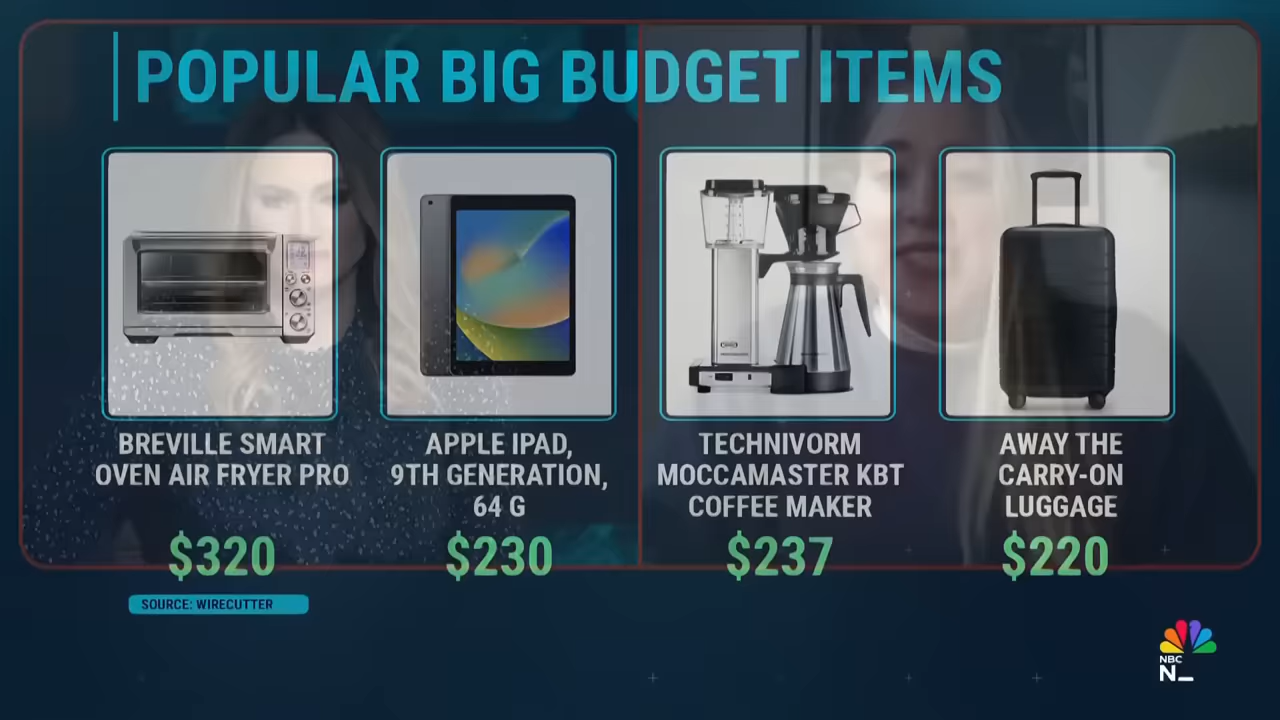 POPULAR BIG BUDGET ITEMS
BREVILLE SMART
OVEN AIR FRYER PRO
$320
APPLE IPAD,
9TH GENERATION,
64 G
$230
TECHNIVORM
MOCCAMASTER KBT
COFFEE MAKER
$237
AWAY THE
CARRY-ON
LUGGAGE
$220
SOURCE: WIRECUTTER
NBC
N_